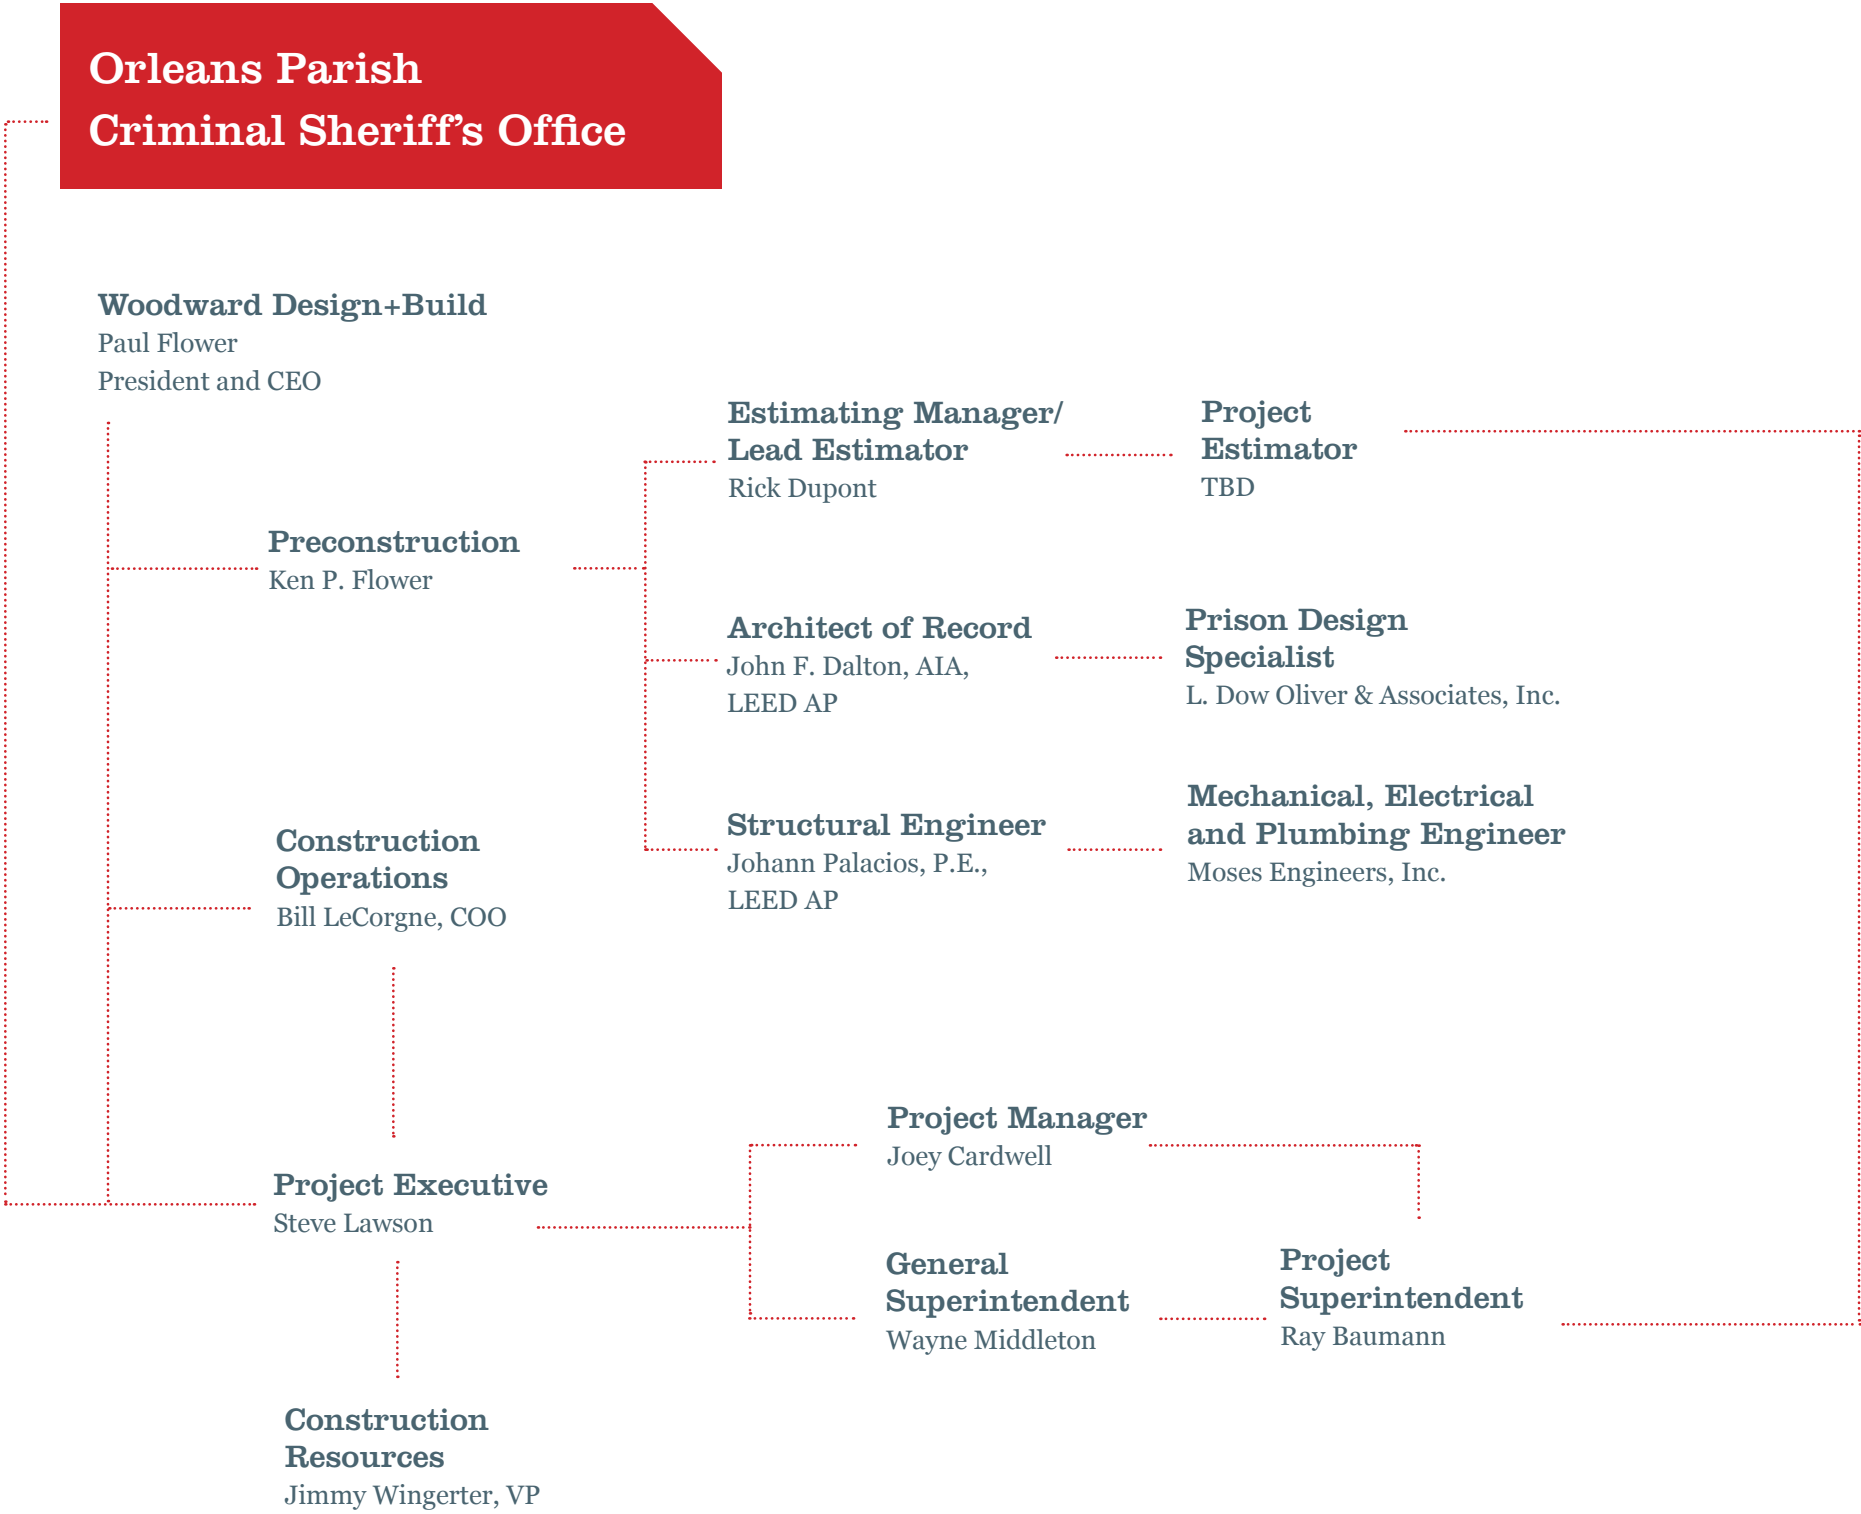 Orleans Parish
Criminal Sheriff’s Office
Woodward Design+Build
Paul Flower
President and CEO
Estimating Manager/
Lead Estimator
Rick Dupont
Project
Estimator
TBD
Preconstruction
Ken P. Flower
Architect of Record
John F. Dalton, AIA,
LEED AP
Prison Design
Specialist
L. Dow Oliver & Associates, Inc.
Construction
Operations
Bill LeCorgne, COO
Structural Engineer
Johann Palacios, P.E.,
LEED AP
Mechanical, Electrical
and Plumbing Engineer
Moses Engineers, Inc.
Project Executive
Steve Lawson
Project Manager
Joey Cardwell
General
Superintendent
Wayne Middleton
Project
Superintendent
Ray Baumann
Construction
Resources
Jimmy Wingerter, VP